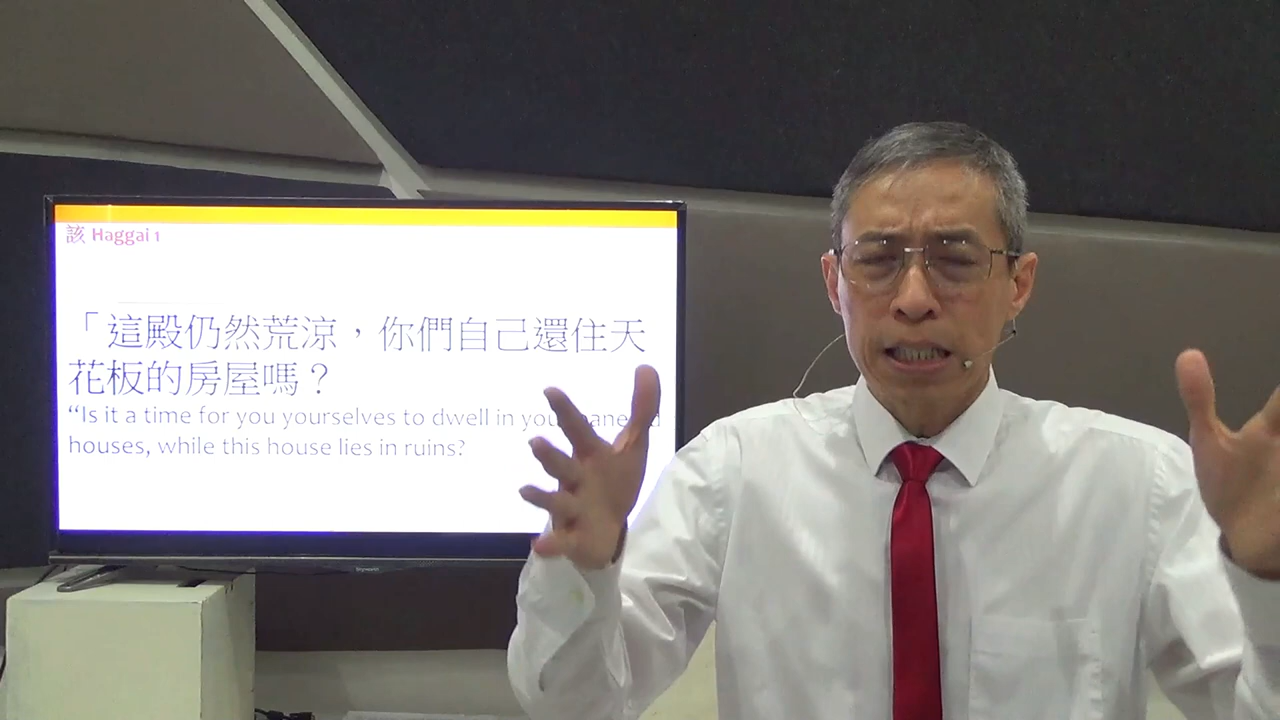 該 Haggai 1
「這殿仍然荒涼，你們自己還住天
花板的房屋嗎？
“Is it a time for you yourselves to dwell in
houses, while this house lies in ruins?